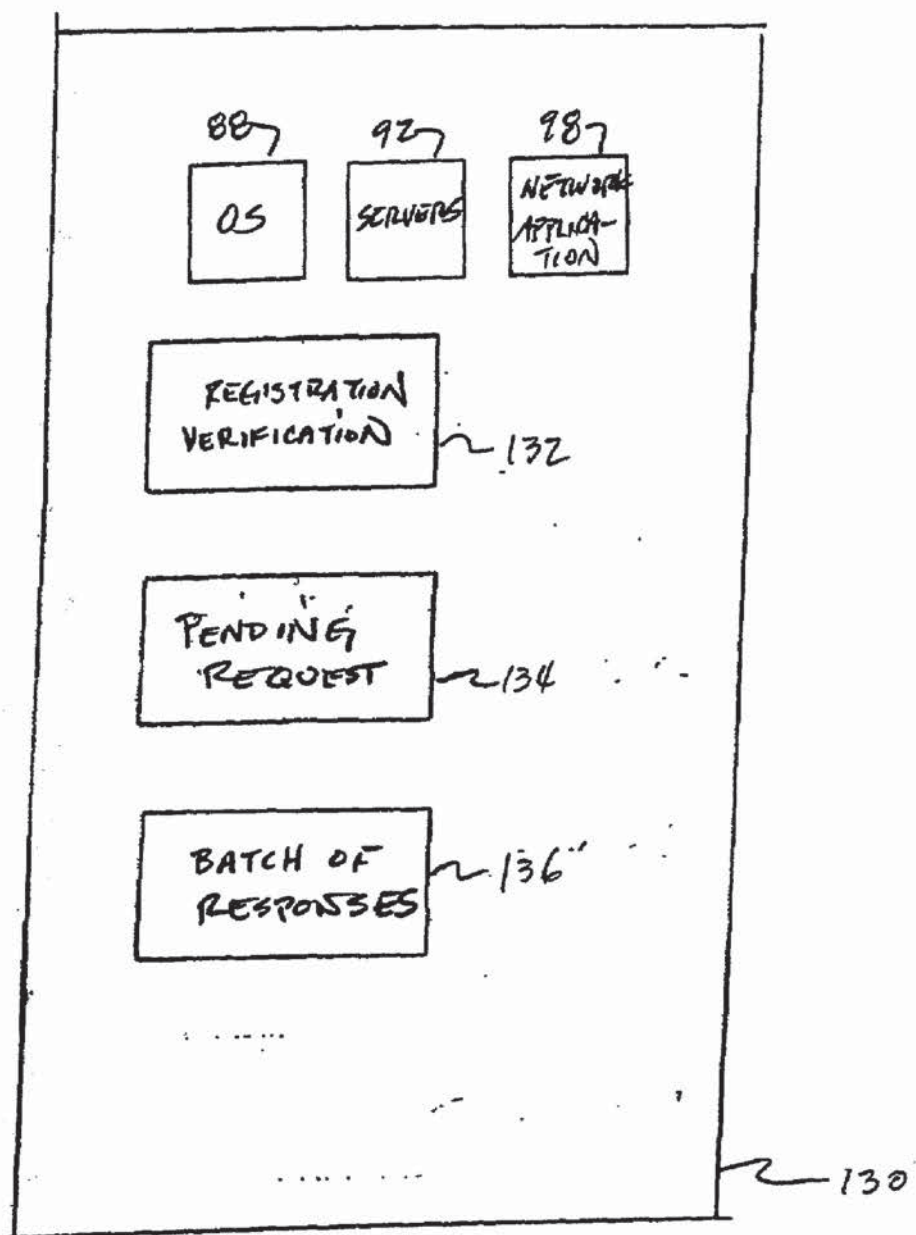 88 92 98
OS
SERVERS
NETWORK
APPLICA-
TION
REGISTRATION
VERIFICATION
132
PENDING
REQUEST
134
BATCH OF
RESPONSES
136
130